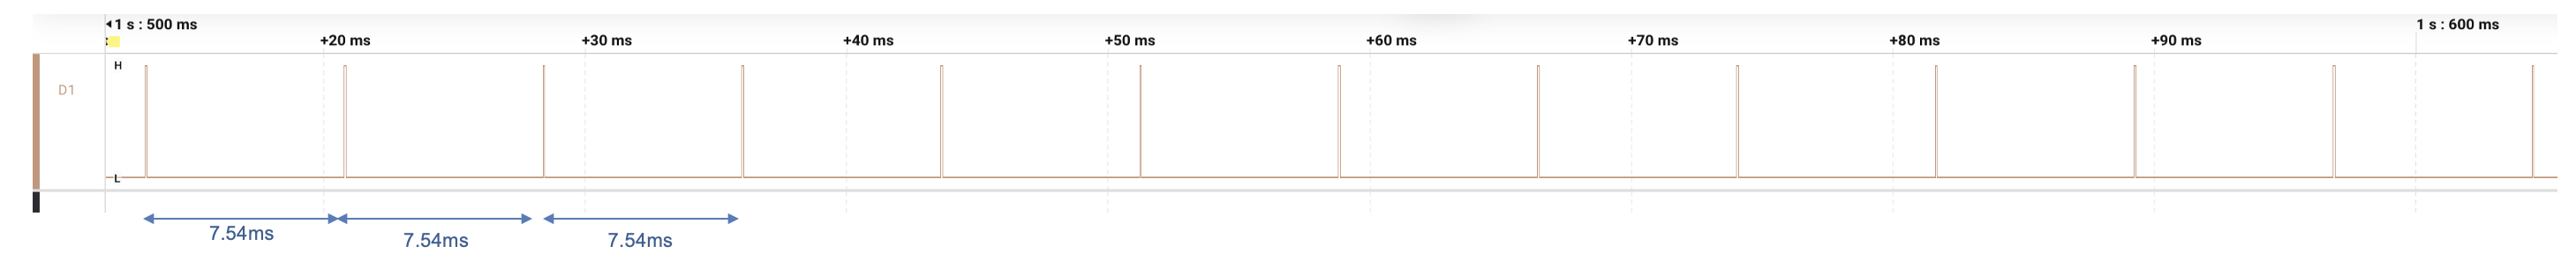 1 s : 500 ms
1 s : 600 ms
+20 ms
+30 ms
+40 ms
+50 ms
+60 ms
+70 ms
+80 ms
+90 ms
H
D1
L
7.54ms
7.54ms
7.54ms